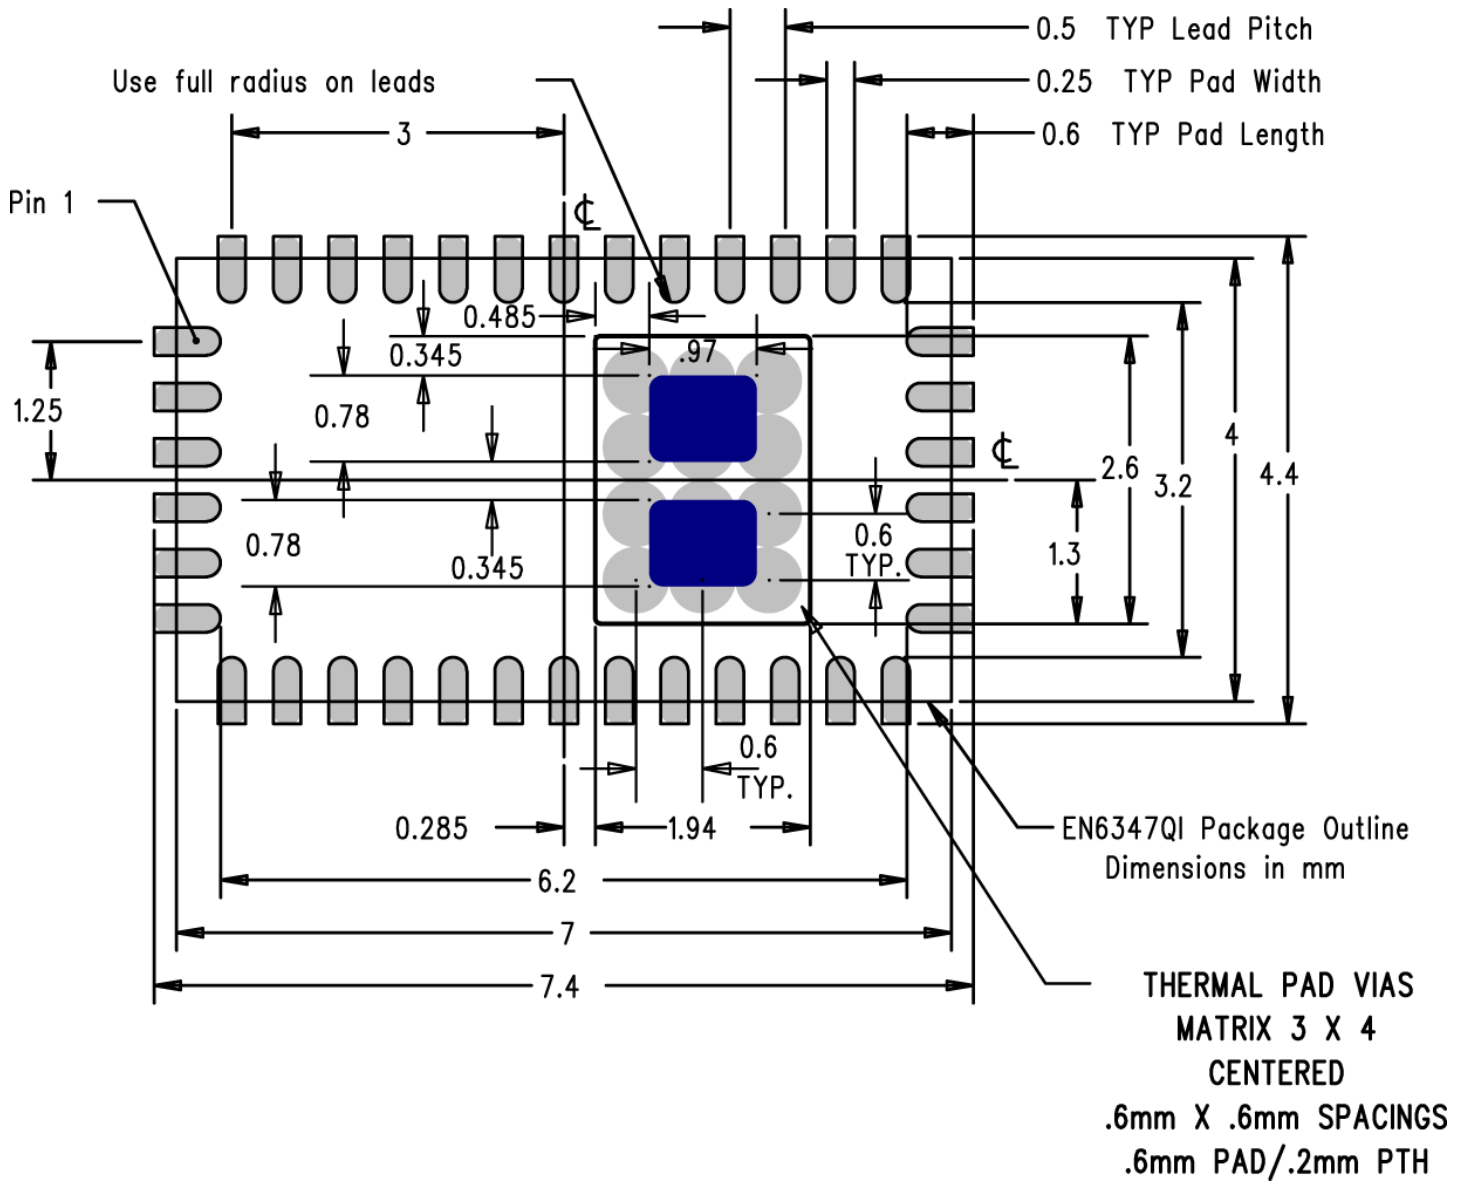 0.5 TYP Lead Pitch
Use full radius on leads
0.25 TYP Pad Width
3
0.6 TYP Pad Length
Pin 1
℄
0.485
0.345
.97
1.25
0.78
4
℄
2.6
3.2
4.4
0.78
0.345
0.6
TYP.
1.3
0.6
TYP.
0.285
1.94
EN6347QI Package Outline
Dimensions in mm
6.2
7
7.4
THERMAL PAD VIAS
MATRIX 3 X 4
CENTERED
.6mm X .6mm SPACINGS
.6mm PAD/.2mm PTH